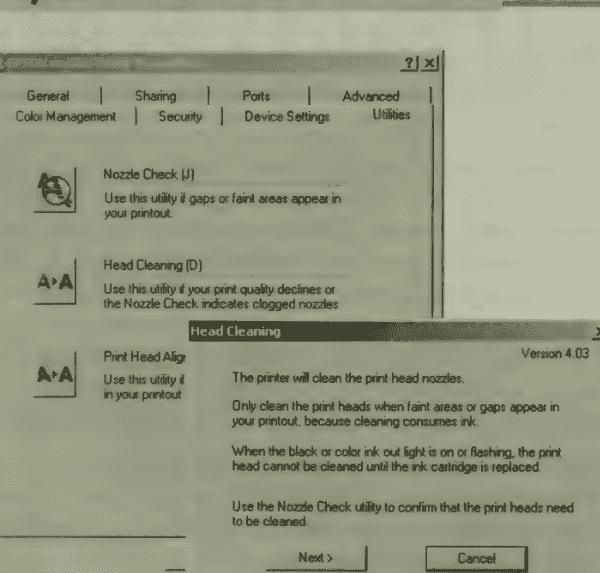 General Sharing Ports Advanced
Color Management Security Device Settings Utilities
Nozzle Check (J)
Use this utility if gaps or faint areas appear in
your printout.
Head Cleaning (D)
Use this utility if your print quality declines or
the Nozzle Check indicates clogged nozzles
Print Head Alig
Use this utility if
in your printout
Head Cleaning
Version 4.03
The printer will clean the print head nozzles.
Only clean the print heads when faint areas or gaps appear in
your printout, because cleaning consumes ink.
When the black or color ink out light is on or flashing, the print
head cannot be cleaned until the ink cartridge is replaced.
Use the Nozzle Check utility to confirm that the print heads need
to be cleaned.
Next > Cancel